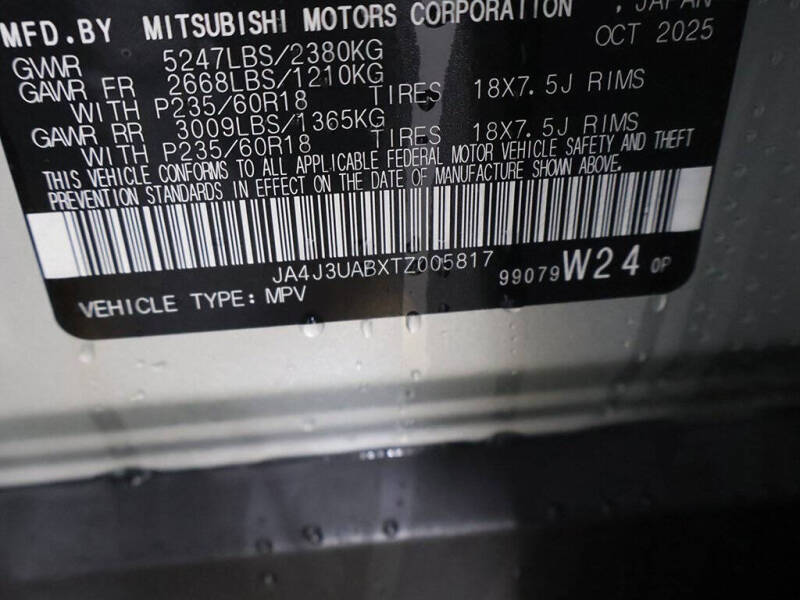 MFD.BY MITSUBISHI MOTORS CORPORATION , JAPAN
OCT 2025
GVWR 5247LBS/2380KG
GAWR FR 2668LBS/1210KG
WITH P235/60R18 TIRES 18X7.5J RIMS
GAWR RR 3009LBS/1365KG
WITH P235/60R18 TIRES 18X7.5J RIMS
THIS VEHICLE CONFORMS TO ALL APPLICABLE FEDERAL MOTOR VEHICLE SAFETY AND THEFT
PREVENTION STANDARDS IN EFFECT ON THE DATE OF MANUFACTURE SHOWN ABOVE.
JA4J3UABXTZ005817
99079 W24 0P
VEHICLE TYPE: MPV